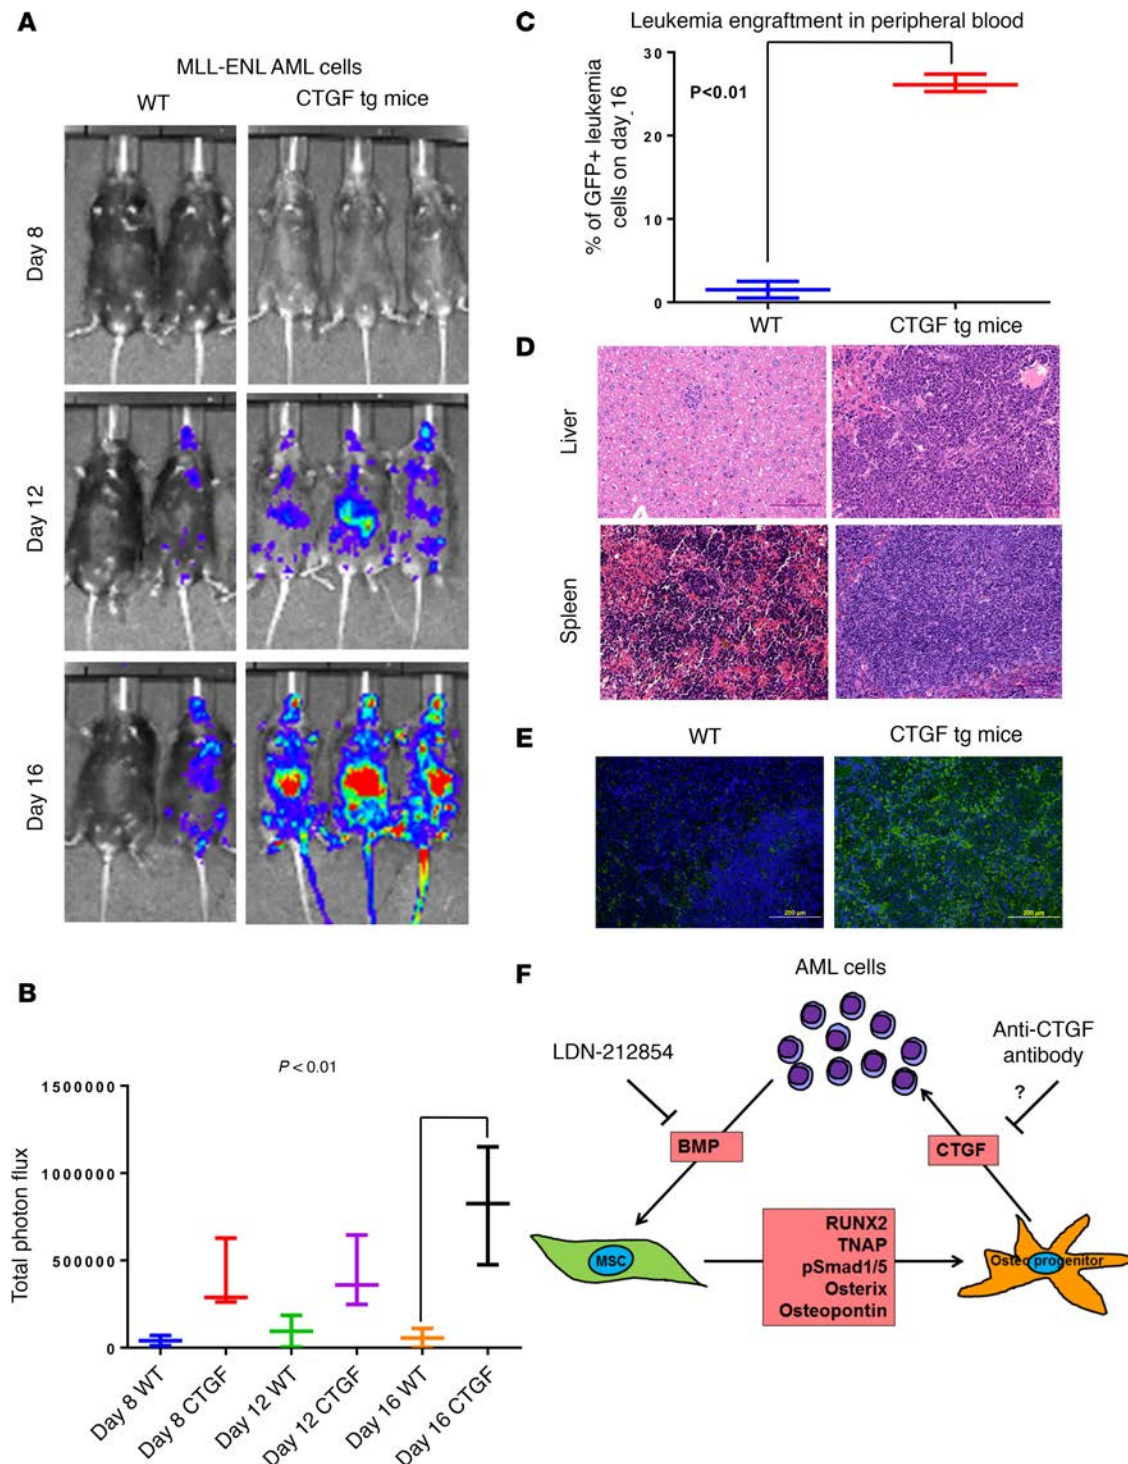 A
MLL-ENL AML cells
WT
CTGF tg mice
Day 8
Day 12
Day 16
B
P < 0.01
Total photon flux
1500000
1000000
500000
0
Day 8 WT
Day 8 CTGF
Day 12 WT
Day 12 CTGF
Day 16 WT
Day 16 CTGF
C
Leukemia engraftment in peripheral blood
% of GFP+ leukemia
cells on day 16
30
20
10
0
P<0.01
WT
CTGF tg mice
D
Liver
Spleen
E
WT
CTGF tg mice
200 µm
200 µm
F
AML cells
LDN-212854
Anti-CTGF
antibody
?
BMP
CTGF
MSC
RUNX2
TNAP
pSmad1/5
Osterix
Osteopontin
Osteoprogenitor